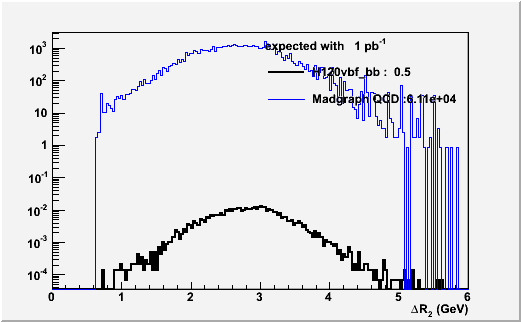 expected with 1 pb-1
H120vbf_bb : 0.5
Madgraph QCD :6.11e+04
10³
10²
10
1
10-1
10-2
10-3
10-4
0 1 2 3 4 5 6
ΔR2 (GeV)